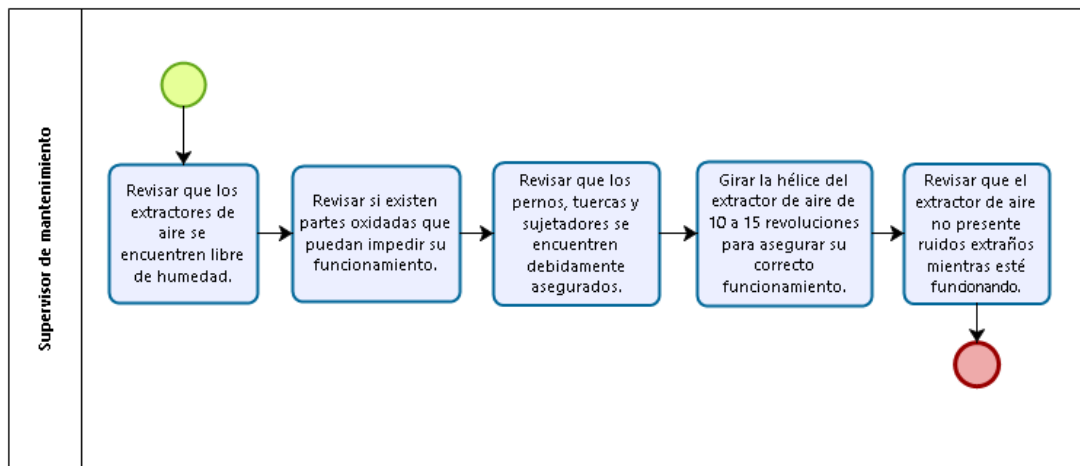 Supervisor de mantenimiento
Revisar que los
extractores de
aire se
encuentren libre
de humedad.
Revisar si existen
partes oxidadas que
puedan impedir su
funcionamiento.
Revisar que los
pernos, tuercas y
sujetadores se
encuentren
debidamente
asegurados.
Girar la hélice del
extractor de aire de
10 a 15 revoluciones
para asegurar su
correcto
funcionamiento.
Revisar que el
extractor de aire
no presente
ruidos extraños
mientras esté
funcionando.